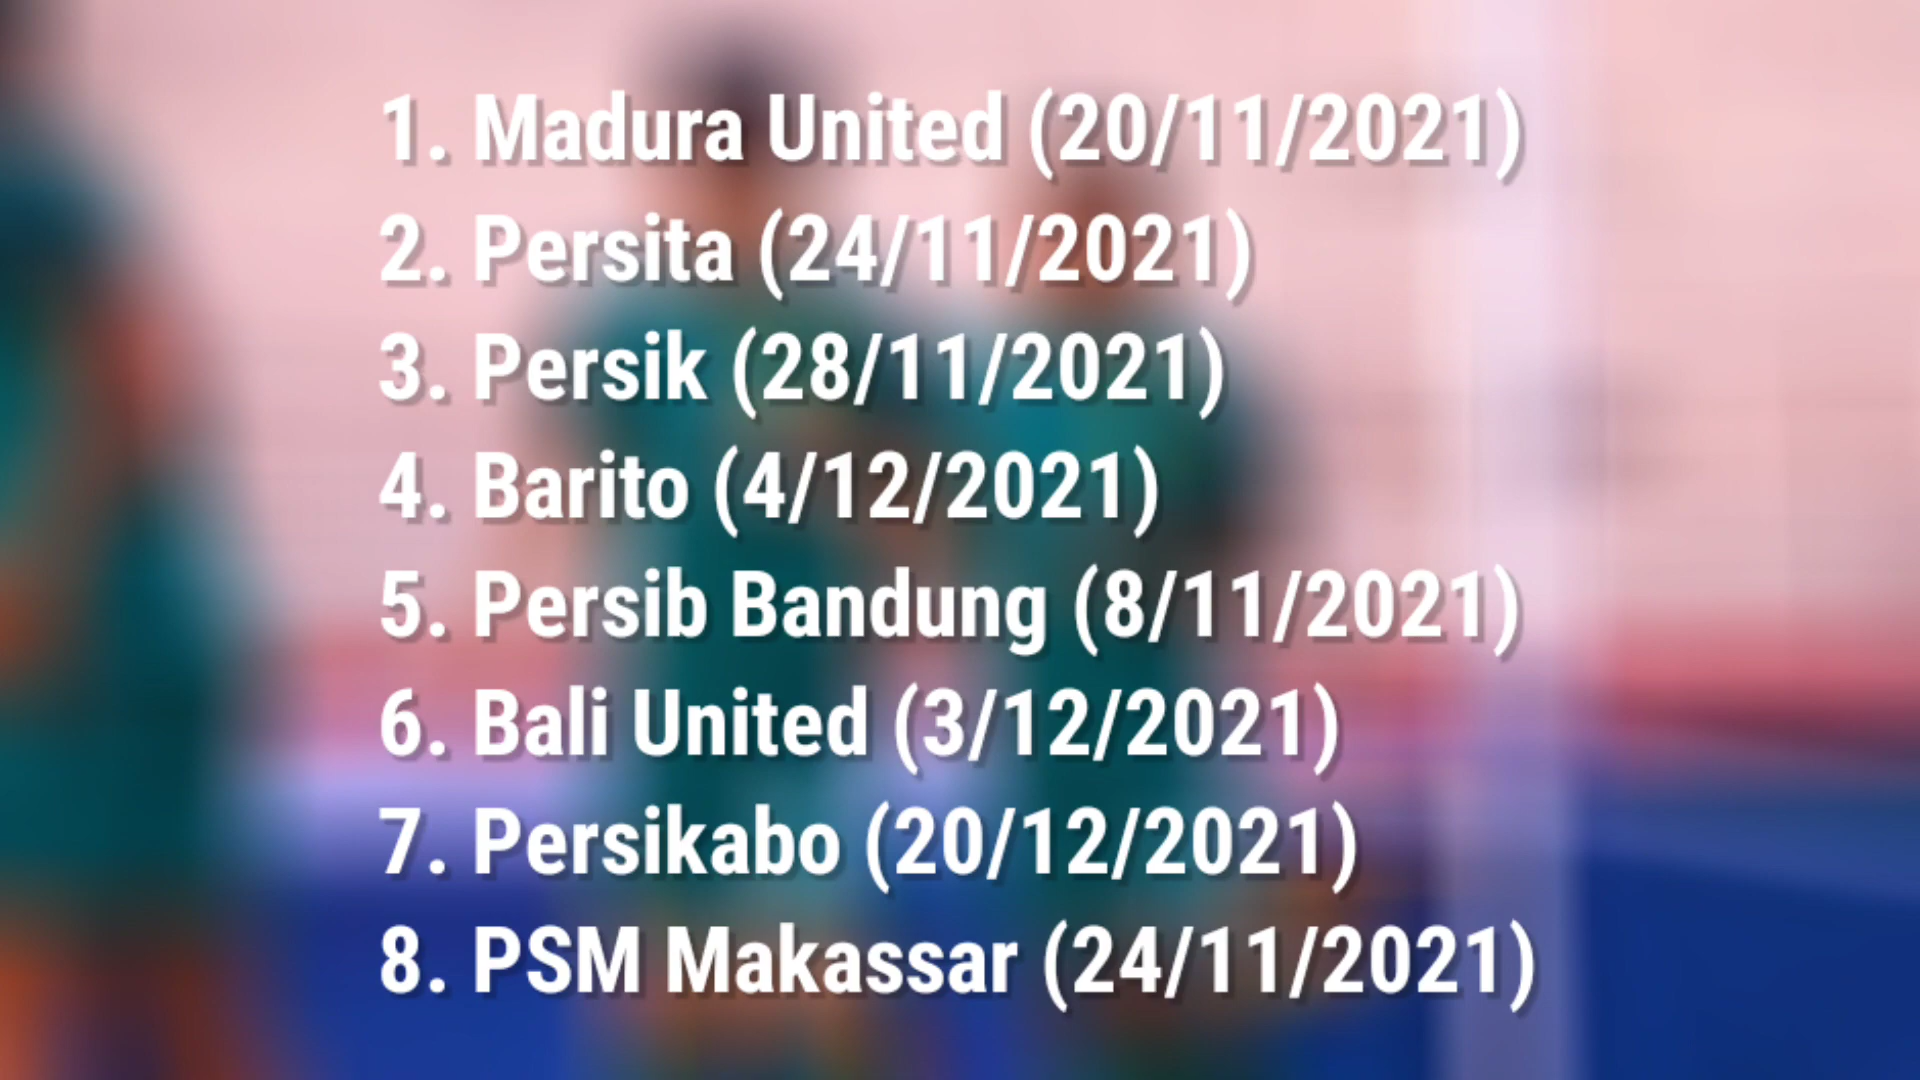 1. Madura United (20/11/2021)
2. Persita (24/11/2021)
3. Persik (28/11/2021)
4. Barito (4/12/2021)
5. Persib Bandung (8/11/2021)
6. Bali United (3/12/2021)
7. Persikabo (20/12/2021)
8. PSM Makassar (24/11/2021)